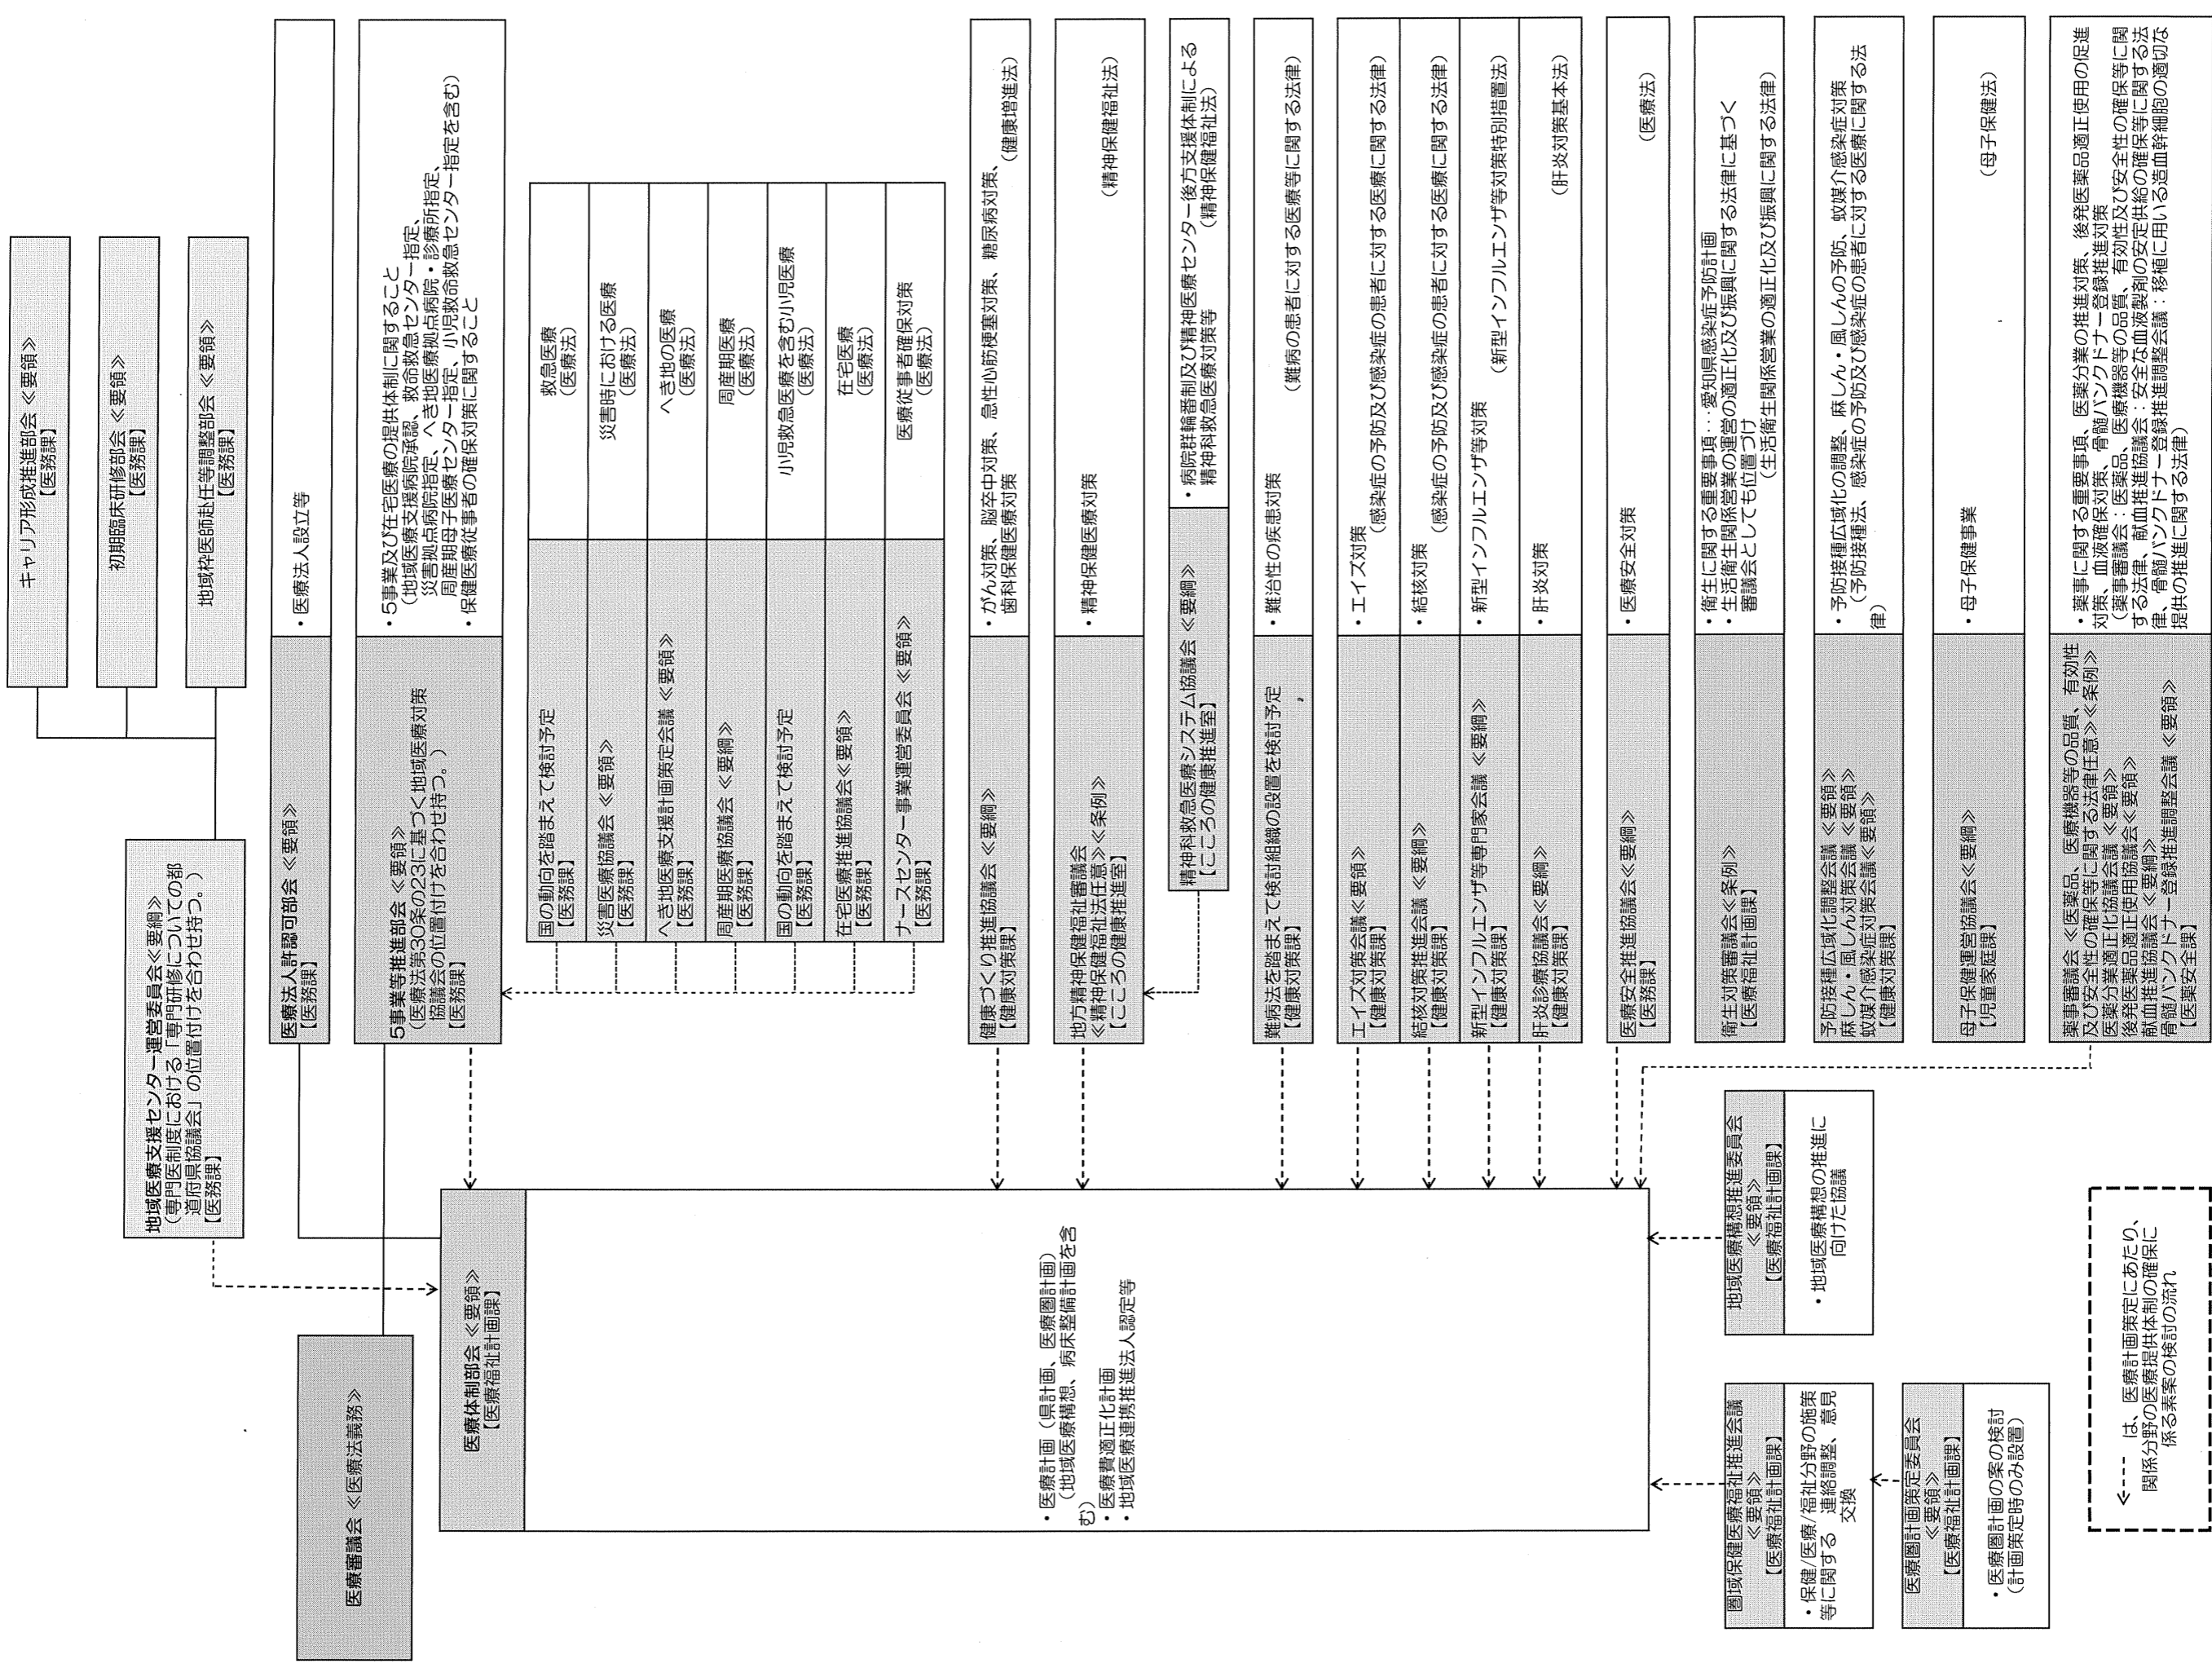 医療審議会 ≪医療法義務≫
地域医療支援センター運営委員会≪要綱≫
（専門医制度における「専門研修についての都
道府県協議会」の位置付けを合わせ持つ。）
【医務課】
キャリア形成推進部会 ≪要領≫
【医務課】
初期臨床研修部会 ≪要領≫
【医務課】
地域枠医師赴任等調整部会 ≪要領≫
【医務課】
医療法人許認可部会 ≪要領≫
【医務課】
・医療法人設立等
5事業等推進部会 ≪要領≫
（医療法第30条の23に基づく地域医療対策
協議会の位置付けを合わせ持つ。）
【医務課】
・5事業及び在宅医療の提供体制に関すること
（地域医療支援病院承認、救命救急センター指定、
災害拠点病院指定、へき地医療拠点病院・診療所指定、
周産期母子医療センター指定、小児救命救急センター指定を含む）
・保健医療従事者の確保対策に関すること
国の動向を踏まえて検討予定
【医務課】
救急医療
（医療法）
災害医療協議会 ≪要領≫
【医務課】
災害時における医療
（医療法）
へき地医療支援計画策定会議 ≪要領≫
【医務課】
へき地の医療
（医療法）
周産期医療協議会 ≪要綱≫
【医務課】
周産期医療
（医療法）
国の動向を踏まえて検討予定
【医務課】
小児救急医療を含む小児医療
（医療法）
在宅医療推進協議会≪要領≫
【医務課】
在宅医療
（医療法）
ナースセンター事業運営委員会 ≪要領≫
【医務課】
医療従事者確保対策
（医療法）
医療体制部会 ≪要領≫
【医療福祉計画課】
・医療計画（県計画、医療圏計画）
（地域医療構想、病床整備計画を含
む）
・医療費適正化計画
・地域医療連携推進法人認定等
健康づくり推進協議会 ≪要綱≫
【健康対策課】
・がん対策、脳卒中対策、急性心筋梗塞対策、糖尿病対策、
歯科保健医療対策
（健康増進法）
地方精神保健福祉審議会
≪精神保健福祉法任意≫≪条例≫
【こころの健康推進室】
・精神保健医療対策
（精神保健福祉法）
精神科救急医療システム協議会 ≪要綱≫
【こころの健康推進室】
・病院群輪番制及び精神医療センター後方支援体制による
精神科救急医療対策等
（精神保健福祉法）
難病法を踏まえて検討組織の設置を検討予定
【健康対策課】
・難治性の疾患対策
（難病の患者に対する医療等に関する法律）
エイズ対策会議≪要領≫
【健康対策課】
・エイズ対策
（感染症の予防及び感染症の患者に対する医療に関する法律）
結核対策推進会議 ≪要綱≫
【健康対策課】
・結核対策
（感染症の予防及び感染症の患者に対する医療に関する法律）
新型インフルエンザ等専門家会議 ≪要綱≫
【健康対策課】
・新型インフルエンザ等対策
（新型インフルエンザ等対策特別措置法）
肝炎診療協議会≪要綱≫
【健康対策課】
・肝炎対策
（肝炎対策基本法）
医療安全推進協議会≪要綱≫
【医務課】
・医療安全対策
（医療法）
衛生対策審議会≪条例≫
【医療福祉計画課】
・衛生に関する重要事項：愛知県感染症予防計画
・生活衛生関係営業の運営の適正化及び振興に関する法律に基づく
審議会としても位置づけ
（生活衛生関係営業の適正化及び振興に関する法律）
予防接種広域化調整会議 ≪要領≫
麻しん・風しん対策会議 ≪要領≫
蚊媒介感染症対策会議≪要領≫
【健康対策課】
・予防接種広域化の調整、麻しん・風しんの予防、蚊媒介感染症対策
（予防接種法、感染症の予防及び感染症の患者に対する医療に関する法
律）
母子保健運営協議会≪要綱≫
【児童家庭課】
・母子保健事業
（母子保健法）
薬事審議会 ≪医薬品、医療機器等の品質、有効性
及び安全性の確保等に関する法律任意≫≪条例≫
医薬分業適正化協議会会議 ≪要領≫
後発医薬品適正使用協議会≪要領≫
献血推進協議会 ≪要綱≫
骨髄バンクドナー登録推進調整会議 ≪要領≫
【医薬安全課】
・薬事に関する重要事項、医薬分業の推進対策、後発医薬品適正使用の促進
対策、血液確保対策、骨髄バンクドナー登録推進対策
（薬事審議会：医薬品、医療機器等の品質、有効性及び安全性の確保等に関
する法律、献血推進協議会：安全な血液製剤の安定供給の確保等に関する法
律、骨髄バンクドナー登録推進調整会議：移植に用いる造血幹細胞の適切な
提供の推進に関する法律）
圏域保健医療福祉推進会議
≪要領≫
【医療福祉計画課】
・保健/医療/福祉分野の施策
等に関する 連絡調整、意見
交換
地域医療構想推進委員会
≪要領≫
【医療福祉計画課】
・地域医療構想の推進に
向けた協議
医療圏計画策定委員会
≪要領≫
【医療福祉計画課】
・医療圏計画の案の検討
（計画策定時のみ設置）
は、医療計画策定にあたり、
関係分野の医療提供体制の確保に
係る素案の検討の流れ